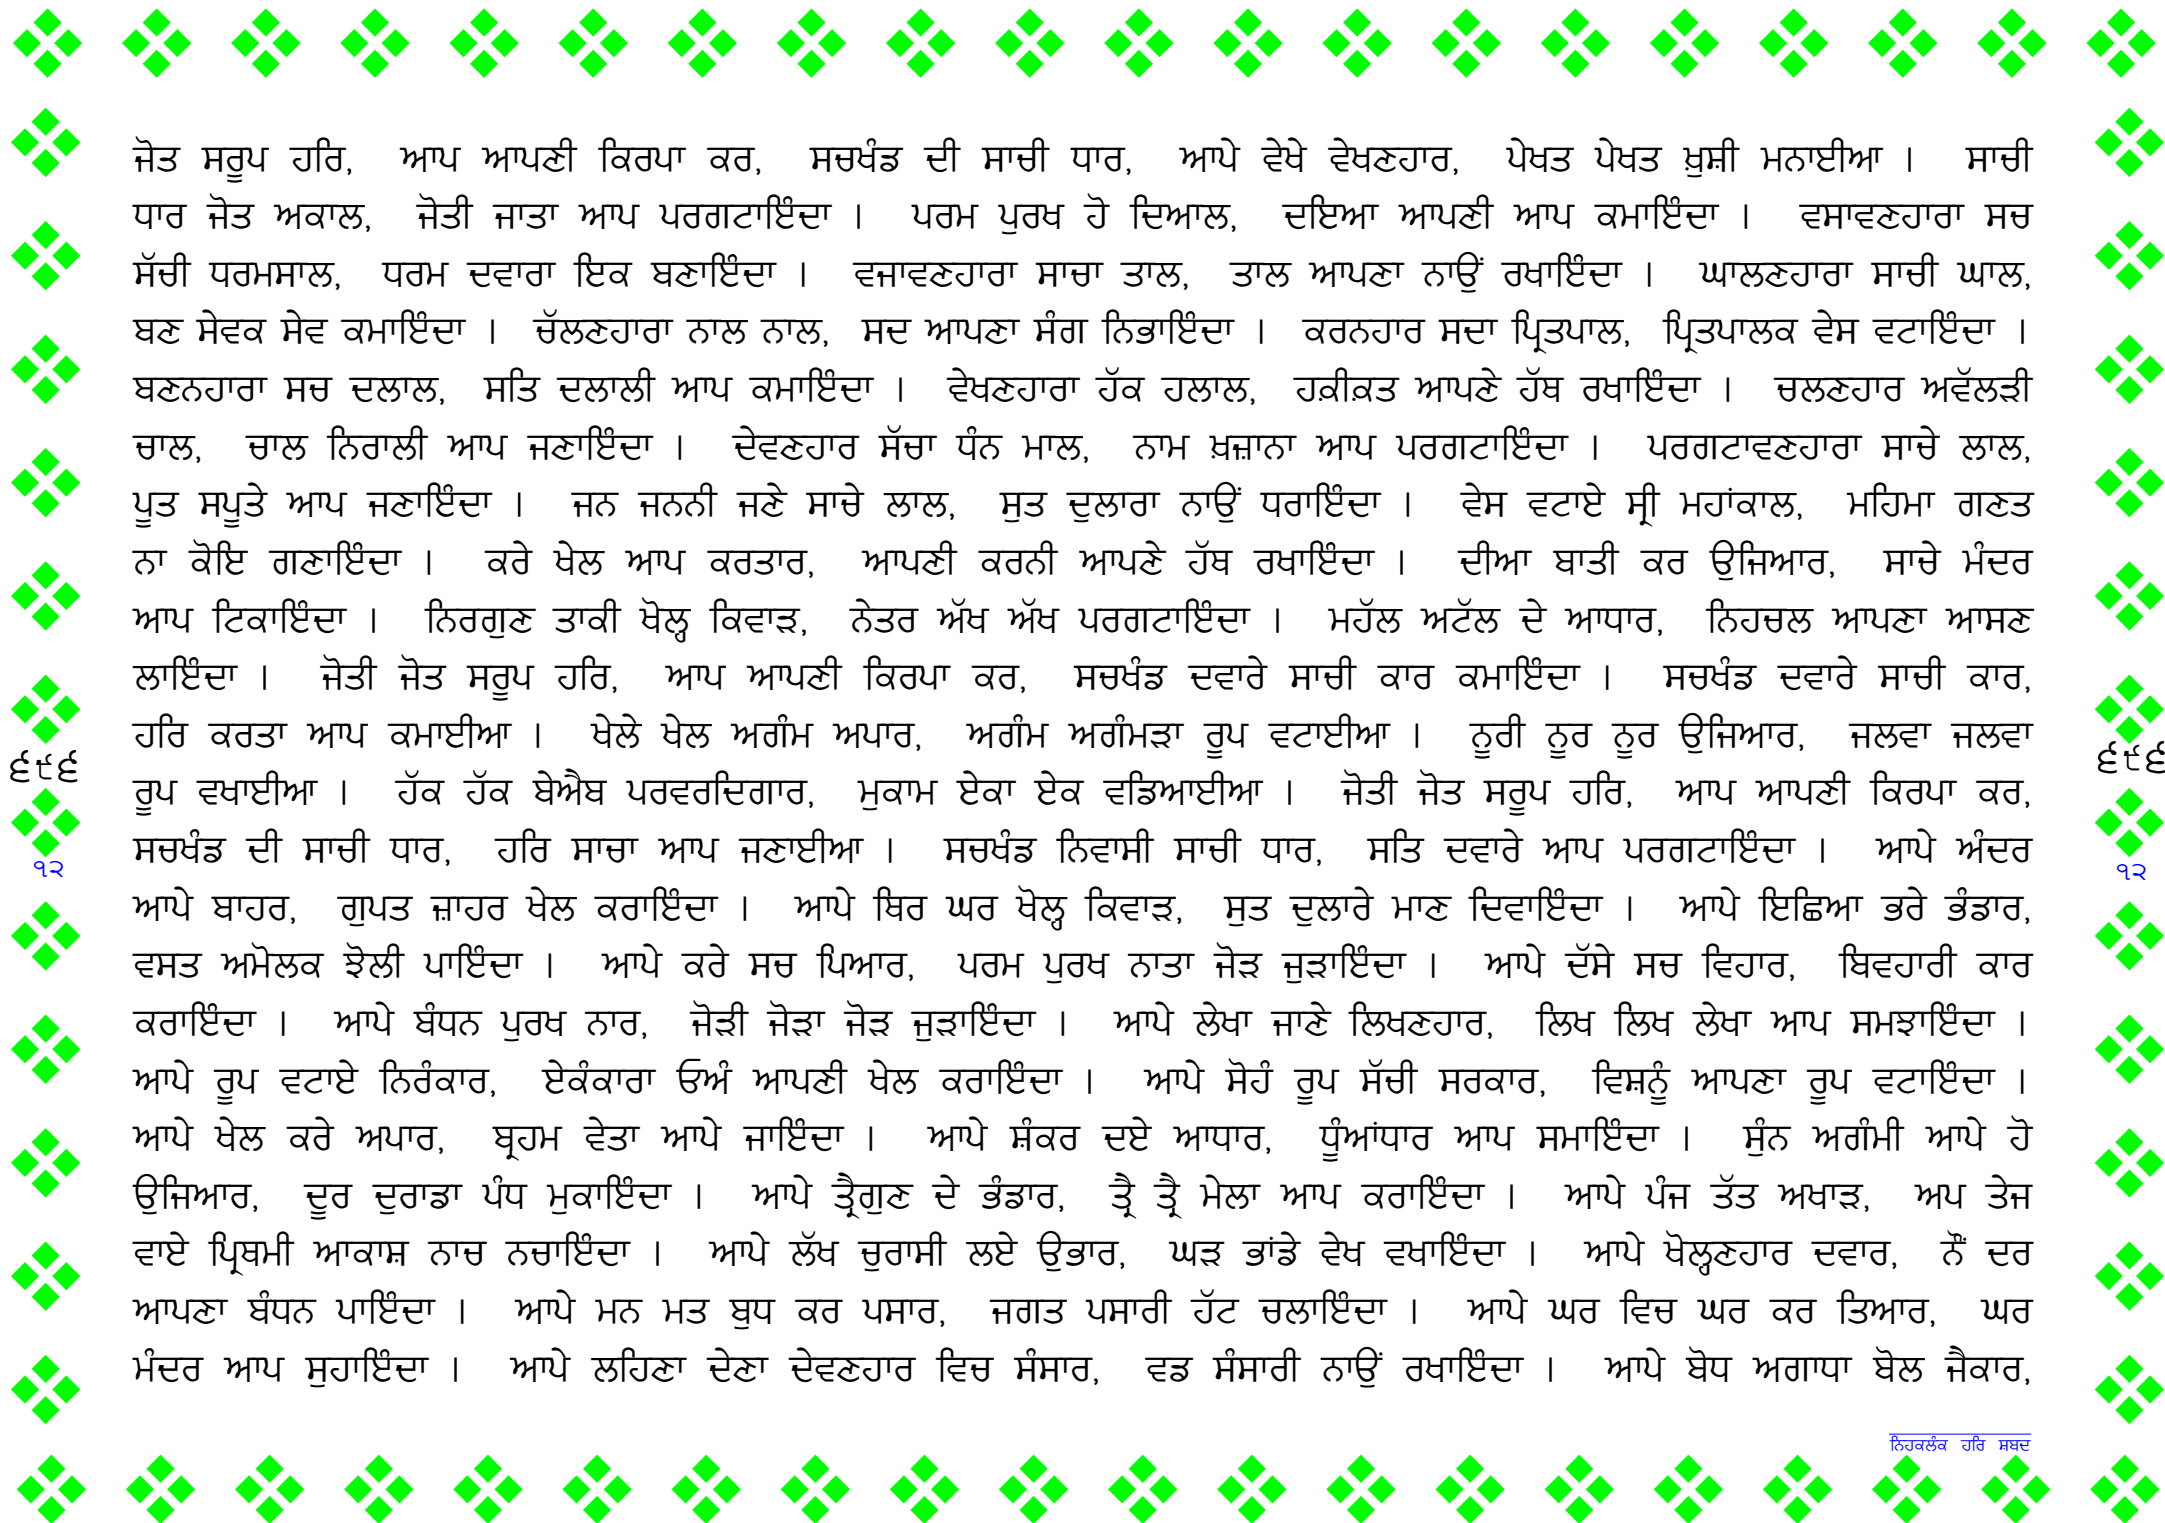 ਜੋਤ ਸਰੂਪ ਹਰਿ, ਆਪ ਆਪਣੀ ਕਿਰਪਾ ਕਰ, ਸਚਖੰਡ ਦੀ ਸਾਚੀ ਧਾਰ, ਆਪੇ ਵੇਖੇ ਵੇਖਣਹਾਰ, ਪੇਖਤ ਪੇਖਤ ਖ਼ੁਸ਼ੀ ਮਨਾਈਆ । ਸਾਚੀ
ਧਾਰ ਜੋਤ ਅਕਾਲ, ਜੋਤੀ ਜਾਤਾ ਆਪ ਪਰਗਟਾਇੰਦਾ । ਪਰਮ ਪੁਰਖ ਹੋ ਦਿਆਲ, ਦਇਆ ਆਪਣੀ ਆਪ ਕਮਾਇੰਦਾ । ਵਸਾਵਣਹਾਰਾ ਸਚ
ਸੱਚੀ ਧਰਮਸਾਲ, ਧਰਮ ਦਵਾਰਾ ਇਕ ਬਣਾਇੰਦਾ । ਵਜਾਵਣਹਾਰਾ ਸਾਚਾ ਤਾਲ, ਤਾਲ ਆਪਣਾ ਨਾਉਂ ਰਖਾਇੰਦਾ । ਘਾਲਣਹਾਰਾ ਸਾਚੀ ਘਾਲ,
ਬਣ ਸੇਵਕ ਸੇਵ ਕਮਾਇੰਦਾ । ਚੱਲਣਹਾਰਾ ਨਾਲ ਨਾਲ, ਸਦ ਆਪਣਾ ਸੰਗ ਨਿਭਾਇੰਦਾ । ਕਰਨਹਾਰ ਸਦਾ ਪ੍ਰਿਤਪਾਲ, ਪ੍ਰਿਤਪਾਲਕ ਵੇਸ ਵਟਾਇੰਦਾ ।
ਬਣਨਹਾਰਾ ਸਚ ਦਲਾਲ, ਸਤਿ ਦਲਾਲੀ ਆਪ ਕਮਾਇੰਦਾ । ਵੇਖਣਹਾਰਾ ਹੱਕ ਹਲਾਲ, ਹਕ਼ੀਕ਼ਤ ਆਪਣੇ ਹੱਥ ਰਖਾਇੰਦਾ । ਚਲਣਹਾਰ ਅਵੱਲੜੀ
ਚਾਲ, ਚਾਲ ਨਿਰਾਲੀ ਆਪ ਜਣਾਇੰਦਾ । ਦੇਵਣਹਾਰ ਸੱਚਾ ਧੰਨ ਮਾਲ, ਨਾਮ ਖ਼ਜ਼ਾਨਾ ਆਪ ਪਰਗਟਾਇੰਦਾ । ਪਰਗਟਾਵਣਹਾਰਾ ਸਾਚੇ ਲਾਲ,
ਪੂਤ ਸਪੂਤੇ ਆਪ ਜਣਾਇੰਦਾ । ਜਨ ਜਨਨੀ ਜਣੇ ਸਾਚੇ ਲਾਲ, ਸੁਤ ਦੁਲਾਰਾ ਨਾਉਂ ਧਰਾਇੰਦਾ । ਵੇਸ ਵਟਾਏ ਸ੍ਰੀ ਮਹਾਂਕਾਲ, ਮਹਿਮਾ ਗਣਤ
ਨਾ ਕੋਇ ਗਣਾਇੰਦਾ । ਕਰੇ ਖੇਲ ਆਪ ਕਰਤਾਰ, ਆਪਣੀ ਕਰਨੀ ਆਪਣੇ ਹੱਥ ਰਖਾਇੰਦਾ । ਦੀਆ ਬਾਤੀ ਕਰ ਉਜਿਆਰ, ਸਾਚੇ ਮੰਦਰ
ਆਪ ਟਿਕਾਇੰਦਾ । ਨਿਰਗੁਣ ਤਾਕੀ ਖੋਲ੍ਹ ਕਿਵਾੜ, ਨੇਤਰ ਅੱਖ ਅੱਖ ਪਰਗਟਾਇੰਦਾ । ਮਹੱਲ ਅਟੱਲ ਦੇ ਆਧਾਰ, ਨਿਹਚਲ ਆਪਣਾ ਆਸਣ
ਲਾਇੰਦਾ । ਜੋਤੀ ਜੋਤ ਸਰੂਪ ਹਰਿ, ਆਪ ਆਪਣੀ ਕਿਰਪਾ ਕਰ, ਸਚਖੰਡ ਦਵਾਰੇ ਸਾਚੀ ਕਾਰ ਕਮਾਇੰਦਾ । ਸਚਖੰਡ ਦਵਾਰੇ ਸਾਚੀ ਕਾਰ,
ਹਰਿ ਕਰਤਾ ਆਪ ਕਮਾਈਆ । ਖੇਲੇ ਖੇਲ ਅਗੰਮ ਅਪਾਰ, ਅਗੰਮ ਅਗੰਮੜਾ ਰੂਪ ਵਟਾਈਆ । ਨੂਰੀ ਨੂਰ ਨੂਰ ਉਜਿਆਰ, ਜਲਵਾ ਜਲਵਾ
ਰੂਪ ਵਖਾਈਆ । ਹੱਕ ਹੱਕ ਬੇਐਬ ਪਰਵਰਦਿਗਾਰ, ਮੁਕਾਮ ਏਕਾ ਏਕ ਵਡਿਆਈਆ । ਜੋਤੀ ਜੋਤ ਸਰੂਪ ਹਰਿ, ਆਪ ਆਪਣੀ ਕਿਰਪਾ ਕਰ,
ਸਚਖੰਡ ਦੀ ਸਾਚੀ ਧਾਰ, ਹਰਿ ਸਾਚਾ ਆਪ ਜਣਾਈਆ । ਸਚਖੰਡ ਨਿਵਾਸੀ ਸਾਚੀ ਧਾਰ, ਸਤਿ ਦਵਾਰੇ ਆਪ ਪਰਗਟਾਇੰਦਾ । ਆਪੇ ਅੰਦਰ
ਆਪੇ ਬਾਹਰ, ਗੁਪਤ ਜ਼ਾਹਰ ਖੇਲ ਕਰਾਇੰਦਾ । ਆਪੇ ਥਿਰ ਘਰ ਖੋਲ੍ਹ ਕਿਵਾੜ, ਸੁਤ ਦੁਲਾਰੇ ਮਾਣ ਦਿਵਾਇੰਦਾ । ਆਪੇ ਇਛਿਆ ਭਰੇ ਭੰਡਾਰ,
ਵਸਤ ਅਮੋਲਕ ਝੋਲੀ ਪਾਇੰਦਾ । ਆਪੇ ਕਰੇ ਸਚ ਪਿਆਰ, ਪਰਮ ਪੁਰਖ ਨਾਤਾ ਜੋੜ ਜੁੜਾਇੰਦਾ । ਆਪੇ ਦੱਸੇ ਸਚ ਵਿਹਾਰ, ਬਿਵਹਾਰੀ ਕਾਰ
ਕਰਾਇੰਦਾ । ਆਪੇ ਬੰਧਨ ਪੁਰਖ ਨਾਰ, ਜੋੜੀ ਜੋੜਾ ਜੋੜ ਜੁੜਾਇੰਦਾ । ਆਪੇ ਲੇਖਾ ਜਾਣੇ ਲਿਖਣਹਾਰ, ਲਿਖ ਲਿਖ ਲੇਖਾ ਆਪ ਸਮਝਾਇੰਦਾ ।
ਆਪੇ ਰੂਪ ਵਟਾਏ ਨਿਰੰਕਾਰ, ਏਕੰਕਾਰਾ ਓਅੰ ਆਪਣੀ ਖੇਲ ਕਰਾਇੰਦਾ । ਆਪੇ ਸੋਹੰ ਰੂਪ ਸੱਚੀ ਸਰਕਾਰ, ਵਿਸ਼ਨੂੰ ਆਪਣਾ ਰੂਪ ਵਟਾਇੰਦਾ ।
ਆਪੇ ਖੇਲ ਕਰੇ ਅਪਾਰ, ਬ੍ਰਹਮ ਵੇਤਾ ਆਪੇ ਜਾਇੰਦਾ । ਆਪੇ ਸ਼ੰਕਰ ਦਏ ਆਧਾਰ, ਧੂੰਆਂਧਾਰ ਆਪ ਸਮਾਇੰਦਾ । ਸੁੰਨ ਅਗੰਮੀ ਆਪੇ ਹੋ
ਉਜਿਆਰ, ਦੂਰ ਦੁਰਾਡਾ ਪੰਧ ਮੁਕਾਇੰਦਾ । ਆਪੇ ਤ੍ਰੈਗੁਣ ਦੇ ਭੰਡਾਰ, ਤ੍ਰੈ ਤ੍ਰੈ ਮੇਲਾ ਆਪ ਕਰਾਇੰਦਾ । ਆਪੇ ਪੰਜ ਤੱਤ ਅਖਾੜ, ਅਪ ਤੇਜ
ਵਾਏ ਪ੍ਰਿਥਮੀ ਆਕਾਸ਼ ਨਾਚ ਨਚਾਇੰਦਾ । ਆਪੇ ਲੱਖ ਚੁਰਾਸੀ ਲਏ ਉਭਾਰ, ਘੜ ਭਾਂਡੇ ਵੇਖ ਵਖਾਇੰਦਾ । ਆਪੇ ਖੋਲ੍ਹਣਹਾਰ ਦਵਾਰ, ਨੌਂ ਦਰ
ਆਪਣਾ ਬੰਧਨ ਪਾਇੰਦਾ । ਆਪੇ ਮਨ ਮਤ ਬੁਧ ਕਰ ਪਸਾਰ, ਜਗਤ ਪਸਾਰੀ ਹੱਟ ਚਲਾਇੰਦਾ । ਆਪੇ ਘਰ ਵਿਚ ਘਰ ਕਰ ਤਿਆਰ, ਘਰ
ਮੰਦਰ ਆਪ ਸੁਹਾਇੰਦਾ । ਆਪੇ ਲਹਿਣਾ ਦੇਣਾ ਦੇਵਣਹਾਰ ਵਿਚ ਸੰਸਾਰ, ਵਡ ਸੰਸਾਰੀ ਨਾਉਂ ਰਖਾਇੰਦਾ । ਆਪੇ ਬੋਧ ਅਗਾਧਾ ਬੋਲ ਜੈਕਾਰ,
੬੯੬
੧੨
੬੯੬
੧੨
ਨਿਹਕਲੰਕ ਹਰਿ ਸ਼ਬਦ